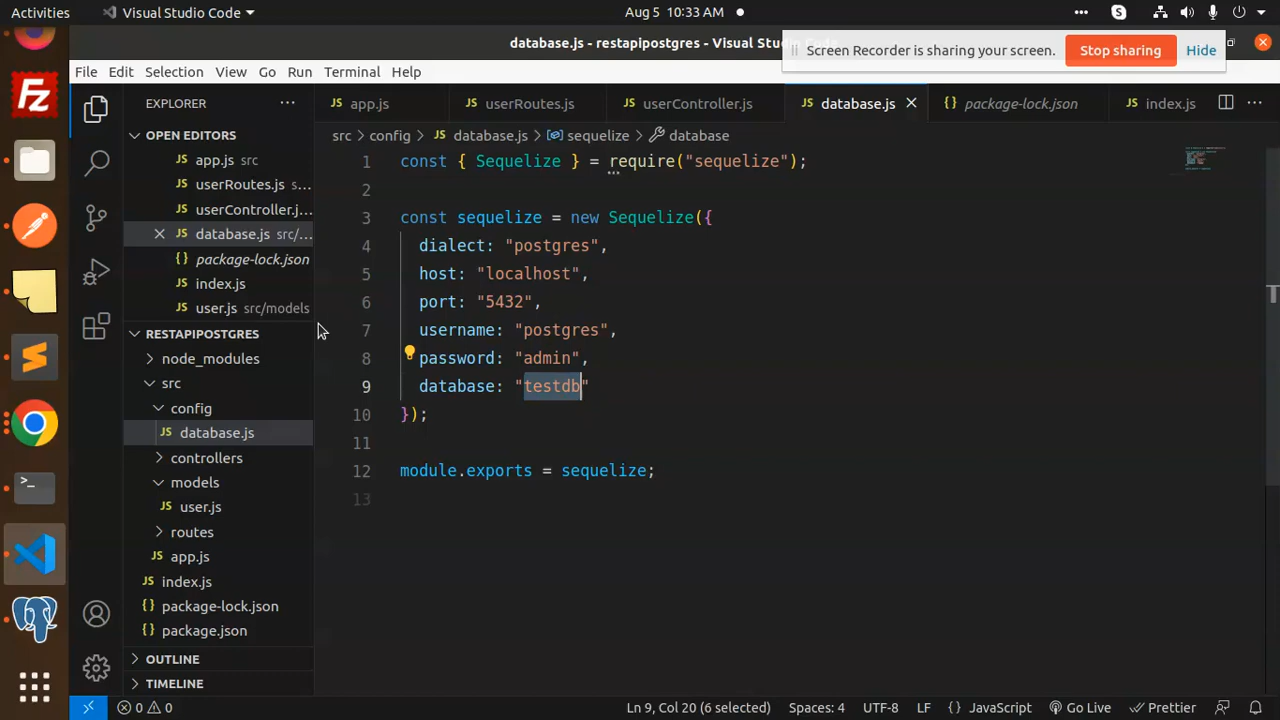 Activities
Visual Studio Code
Aug 5 10:33 AM
database.js - restapipostgres - Visual Stu
Screen Recorder is sharing your screen.
Stop sharing
Hide
File Edit Selection View Go Run Terminal Help
EXPLORER
app.js
userRoutes.js
userController.js
database.js
package-lock.json
index.js
OPEN EDITORS
app.js src
userRoutes.js s...
userController.j...
database.js src/...
package-lock.json
index.js
user.js src/models
RESTAPIPOSTGRES
node_modules
src
config
database.js
controllers
models
user.js
routes
app.js
index.js
package-lock.json
package.json
OUTLINE
TIMELINE
src > config > JS database.js > sequelize > database
1 const { Sequelize } = require("sequelize");
2
3 const sequelize = new Sequelize({
4 dialect: "postgres",
5 host: "localhost",
6 port: "5432",
7 username: "postgres",
8 password: "admin",
9 database: "testdb"
10 });
11
12 module.exports = sequelize;
13
0 0
Ln 9, Col 20 (6 selected)
Spaces: 4
UTF-8
LF
JavaScript
Go Live
Prettier